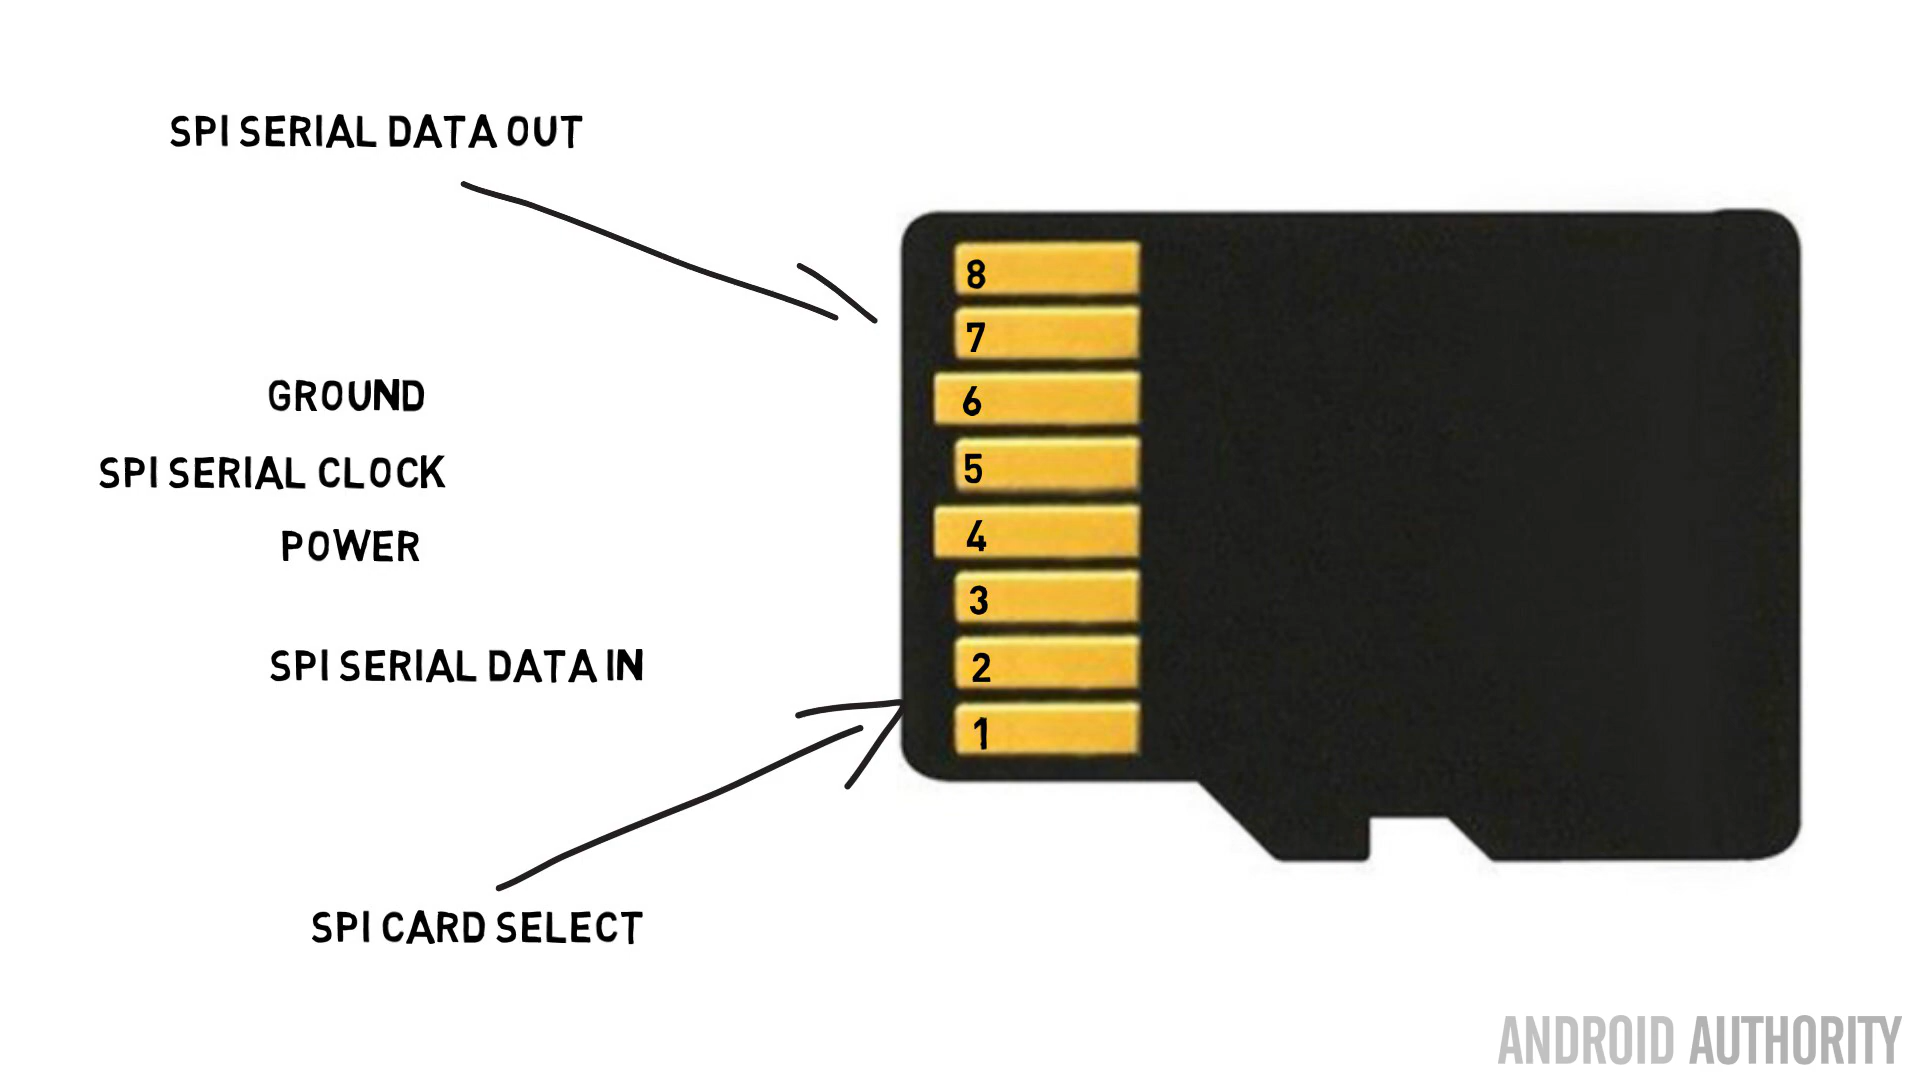 SPI SERIAL DATA OUT
8
7
GROUND
6
SPI SERIAL CLOCK
5
POWER
4
3
SPI SERIAL DATA IN
2
1
SPI CARD SELECT
ANDROID AUTHORITY